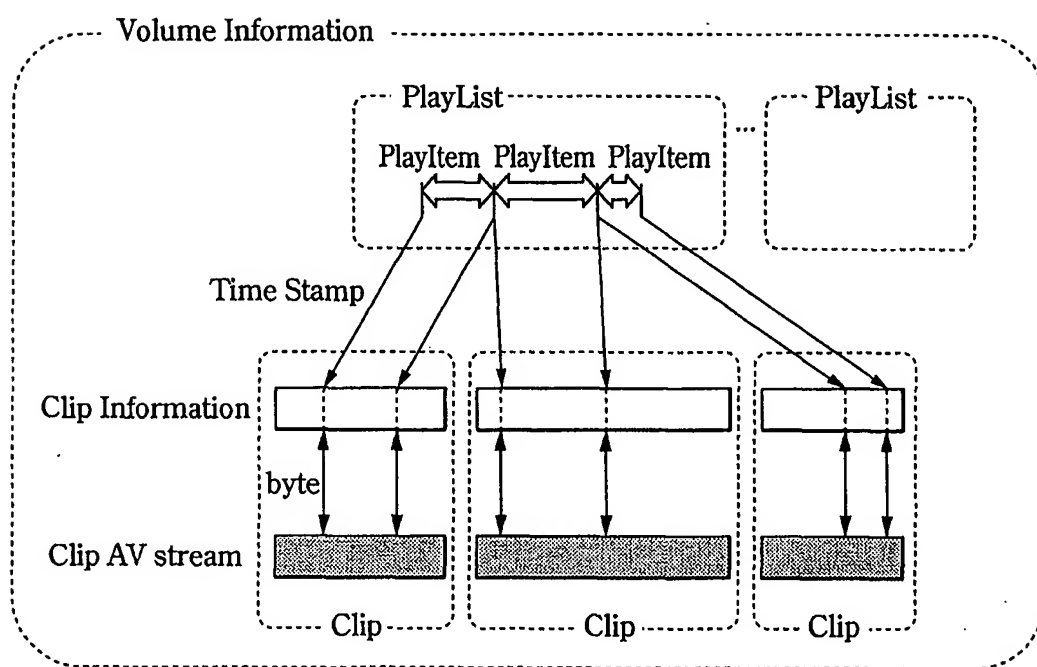 Volume Information
PlayList
...
PlayList
PlayItem PlayItem PlayItem
Time Stamp
Clip Information
byte
Clip AV stream
Clip
Clip
Clip